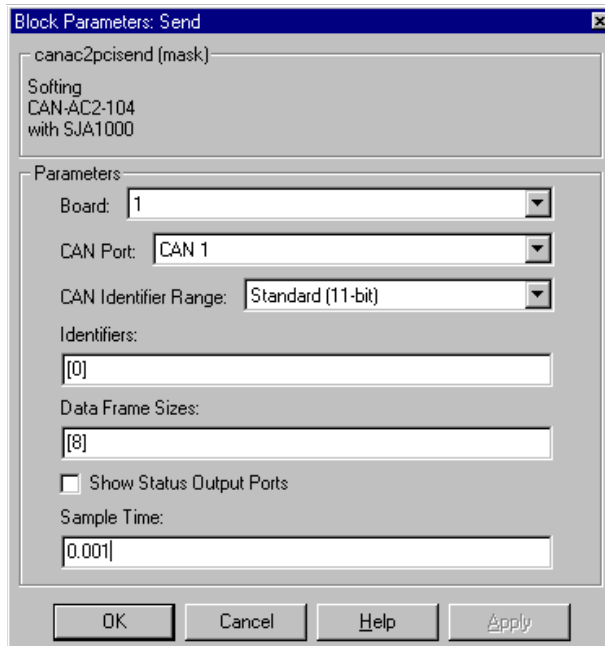 Block Parameters: Send
canac2pcisend (mask)
Softing
CAN-AC2-104
with SJA1000
Parameters
Board: 1
CAN Port: CAN 1
CAN Identifier Range: Standard (11-bit)
Identifiers:
[0]
Data Frame Sizes:
[8]
Show Status Output Ports
Sample Time:
0.001
OK Cancel Help Apply